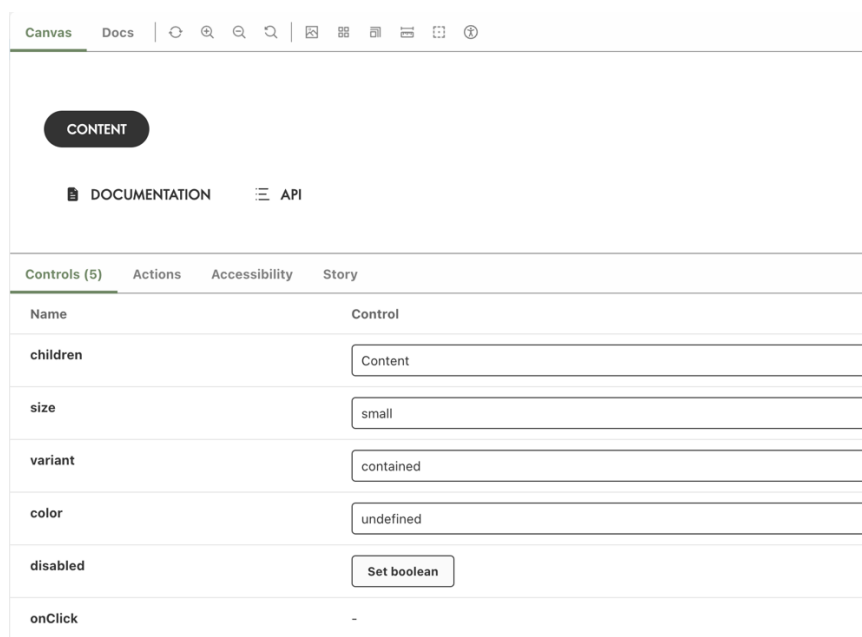 Canvas Docs
CONTENT
DOCUMENTATION API
Controls (5) Actions Accessibility Story
Name Control
children Content
size small
variant contained
color undefined
disabled Set boolean
onClick -